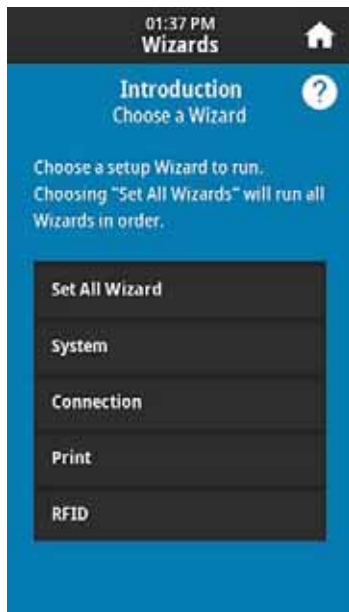 01:37 PM
Wizards
Introduction
?
Choose a Wizard
Choose a setup Wizard to run.
Choosing "Set All Wizards" will run all
Wizards in order.
Set All Wizard
System
Connection
Print
RFID